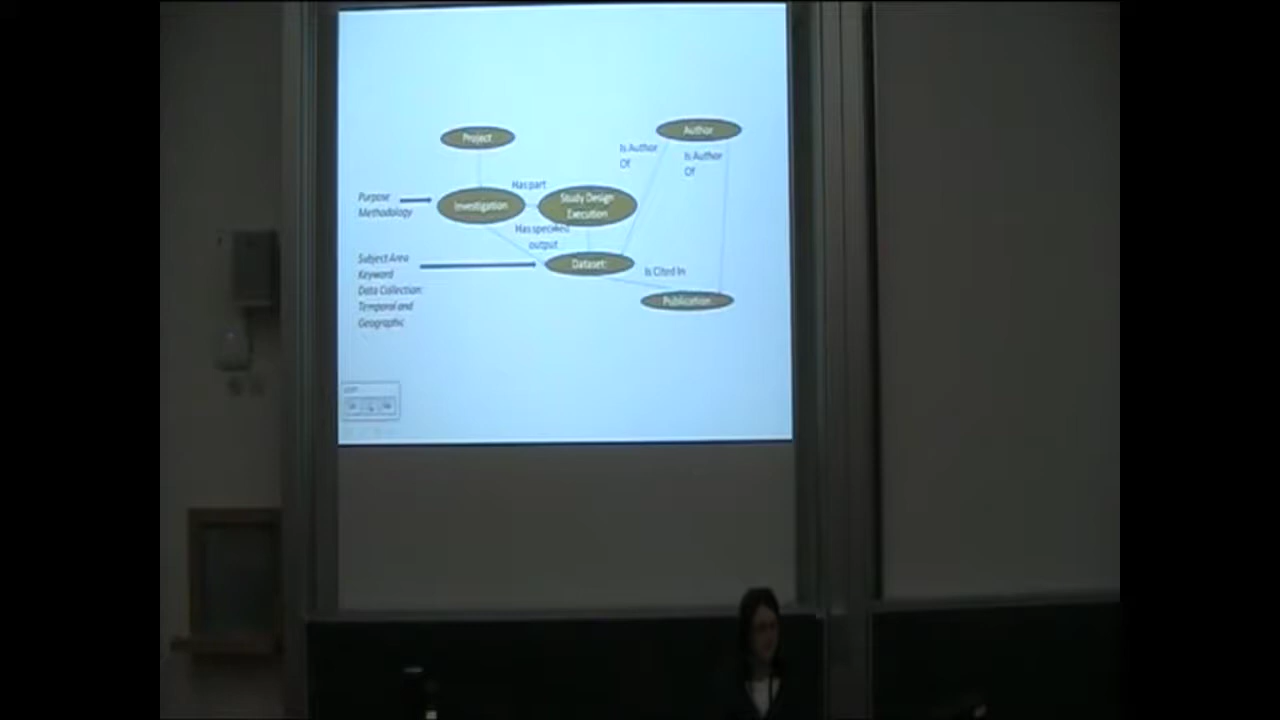 Project
Author
Is Author
Of
Is Author
Of
Has part
Purpose
Methodology
Investigation
Study Design
Execution
Has specified
output
Subject Area
Keyword
Data Collection:
Temporal and
Geographic
Dataset:
Is Cited In
Publication